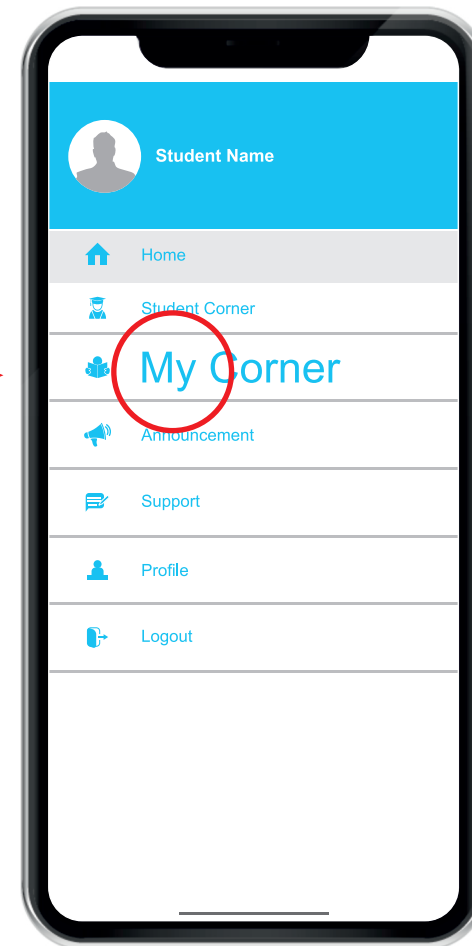 Student Name
Home
Student Corner
My Corner
Announcement
Support
Profile
Logout